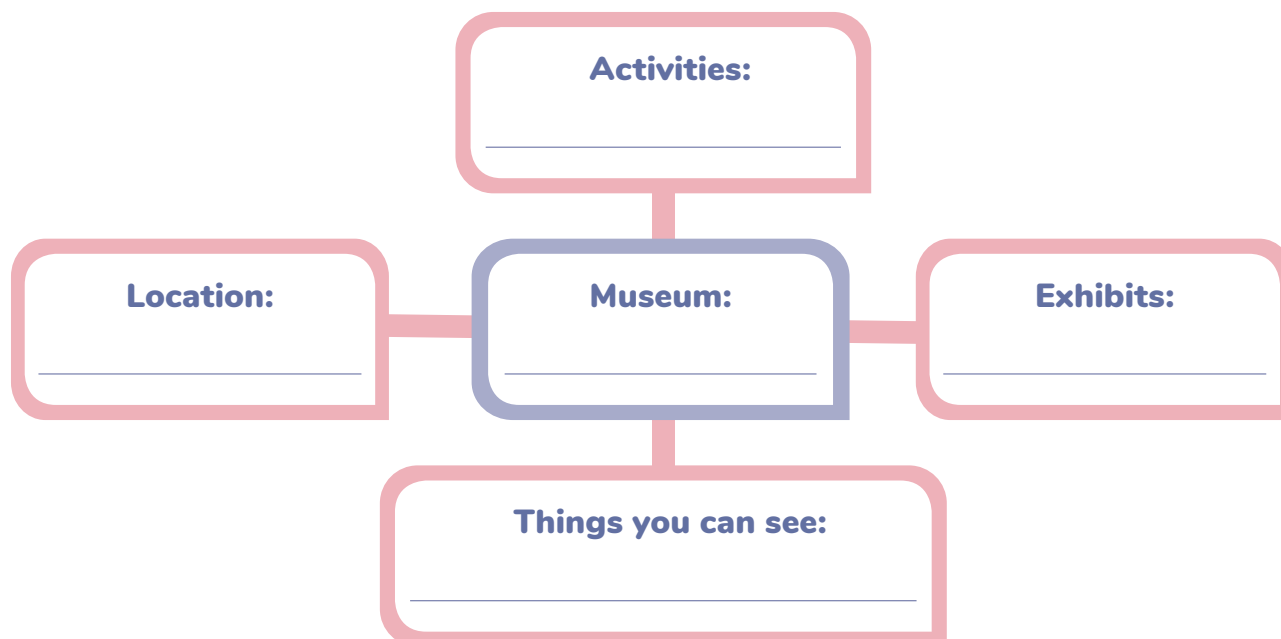 Activities:
Location:
Museum:
Exhibits:
Things you can see: